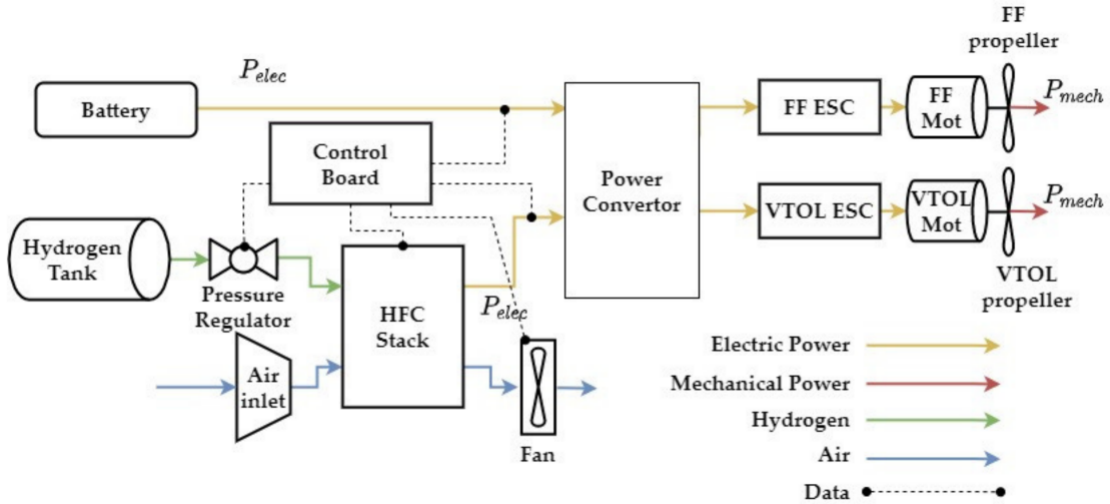 FF
propeller
P_elec
P_mech
Battery
FF ESC
FF
Mot
Control
Board
Power
Convertor
VTOL ESC
VTOL
Mot
P_mech
Hydrogen
Tank
Pressure
Regulator
HFC
Stack
P_elec
VTOL
propeller
Air
inlet
Fan
Electric Power
Mechanical Power
Hydrogen
Air
Data